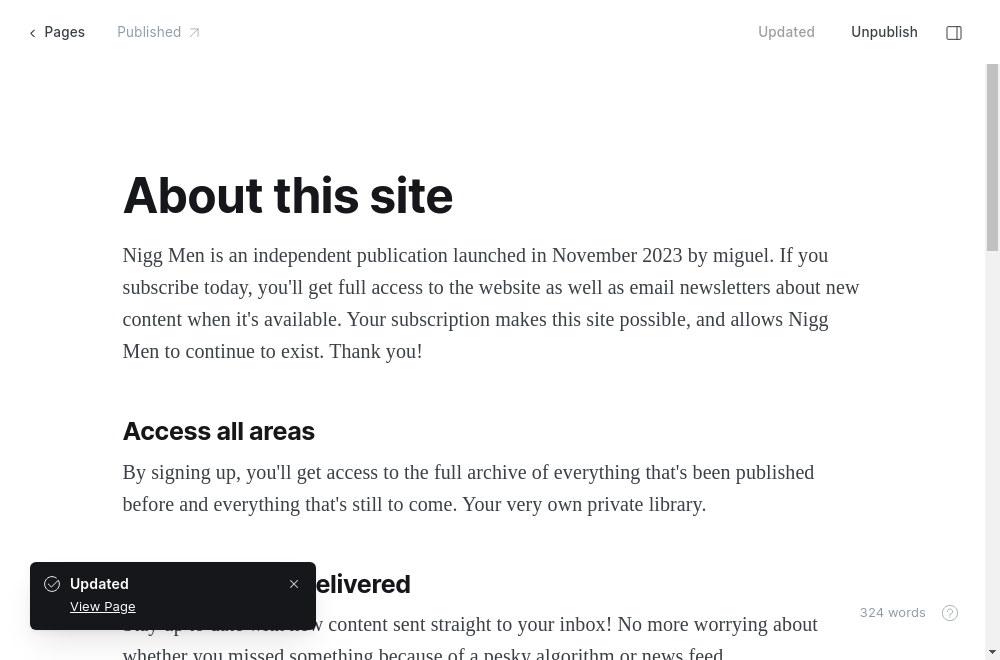 Pages
Published
Updated
Unpublish
About this site
Nigg Men is an independent publication launched in November 2023 by miguel. If you
subscribe today, you'll get full access to the website as well as email newsletters about new
content when it's available. Your subscription makes this site possible, and allows Nigg
Men to continue to exist. Thank you!
Access all areas
By signing up, you'll get access to the full archive of everything that's been published
before and everything that's still to come. Your very own private library.
elivered
content sent straight to your inbox! No more worrying about
whether you missed something because of a pesky algorithm or news feed.
Updated
View Page
324 words